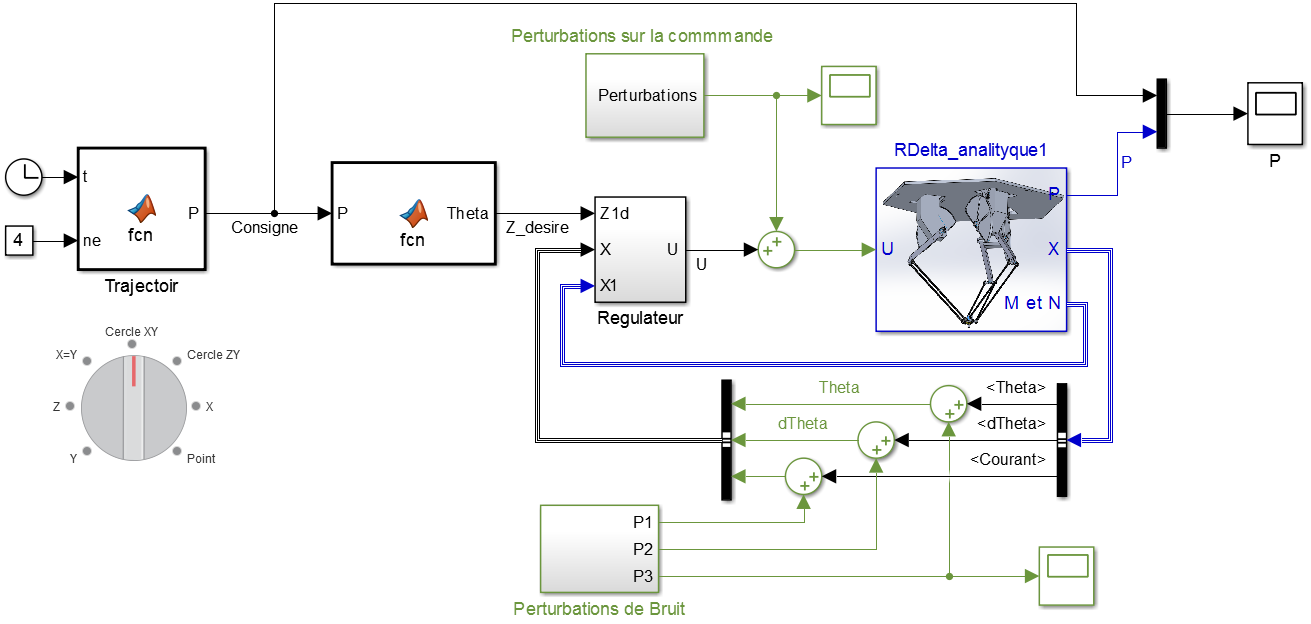 Perturbations sur la commmande
Perturbations
RDelta_analityque1
P
U
X
M et N
P
P
t
ne
P
fcn
Trajectoir
4
Consigne
P
Theta
fcn
Z_desire
Z1d
X
X1
U
Regulateur
U
Cercle XY
X=Y
Cercle ZY
Z
X
Y
Point
Theta
<Theta>
dTheta
<dTheta>
<Courant>
P1
P2
P3
Perturbations de Bruit